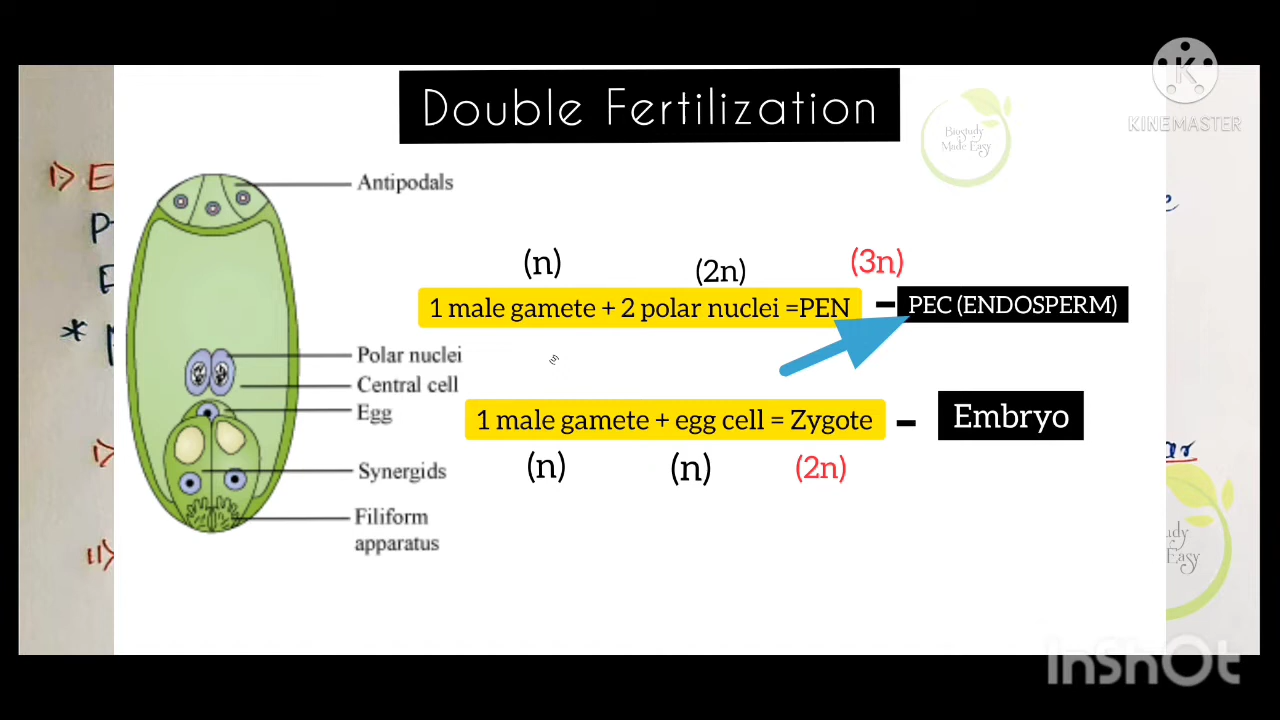 Double Fertilization
Biostudy
Made Easy
KINEMASTER
Antipodals
(n)
(2n)
(3n)
1 male gamete + 2 polar nuclei =PEN
PEC (ENDOSPERM)
Polar nuclei
Central cell
Egg
1 male gamete + egg cell = Zygote
Embryo
(n)
(n)
(2n)
Synergids
Filiform
apparatus
Easy
InShOt